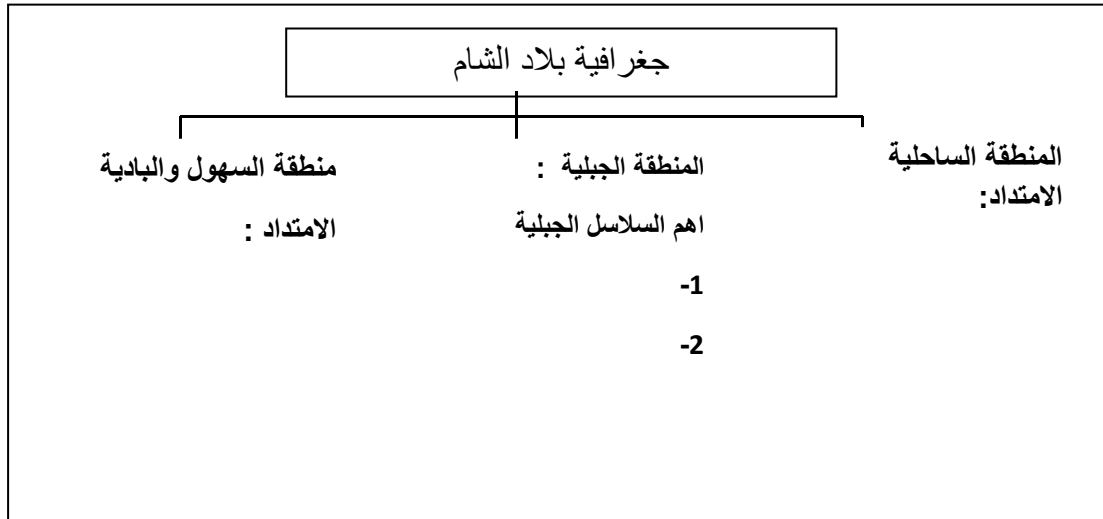 جغرافية بلاد الشام
المنطقة الساحلية
الامتداد:
المنطقة الجبلية :
اهم السلاسل الجبلية
1-
2-
منطقة السهول والبادية
الامتداد :